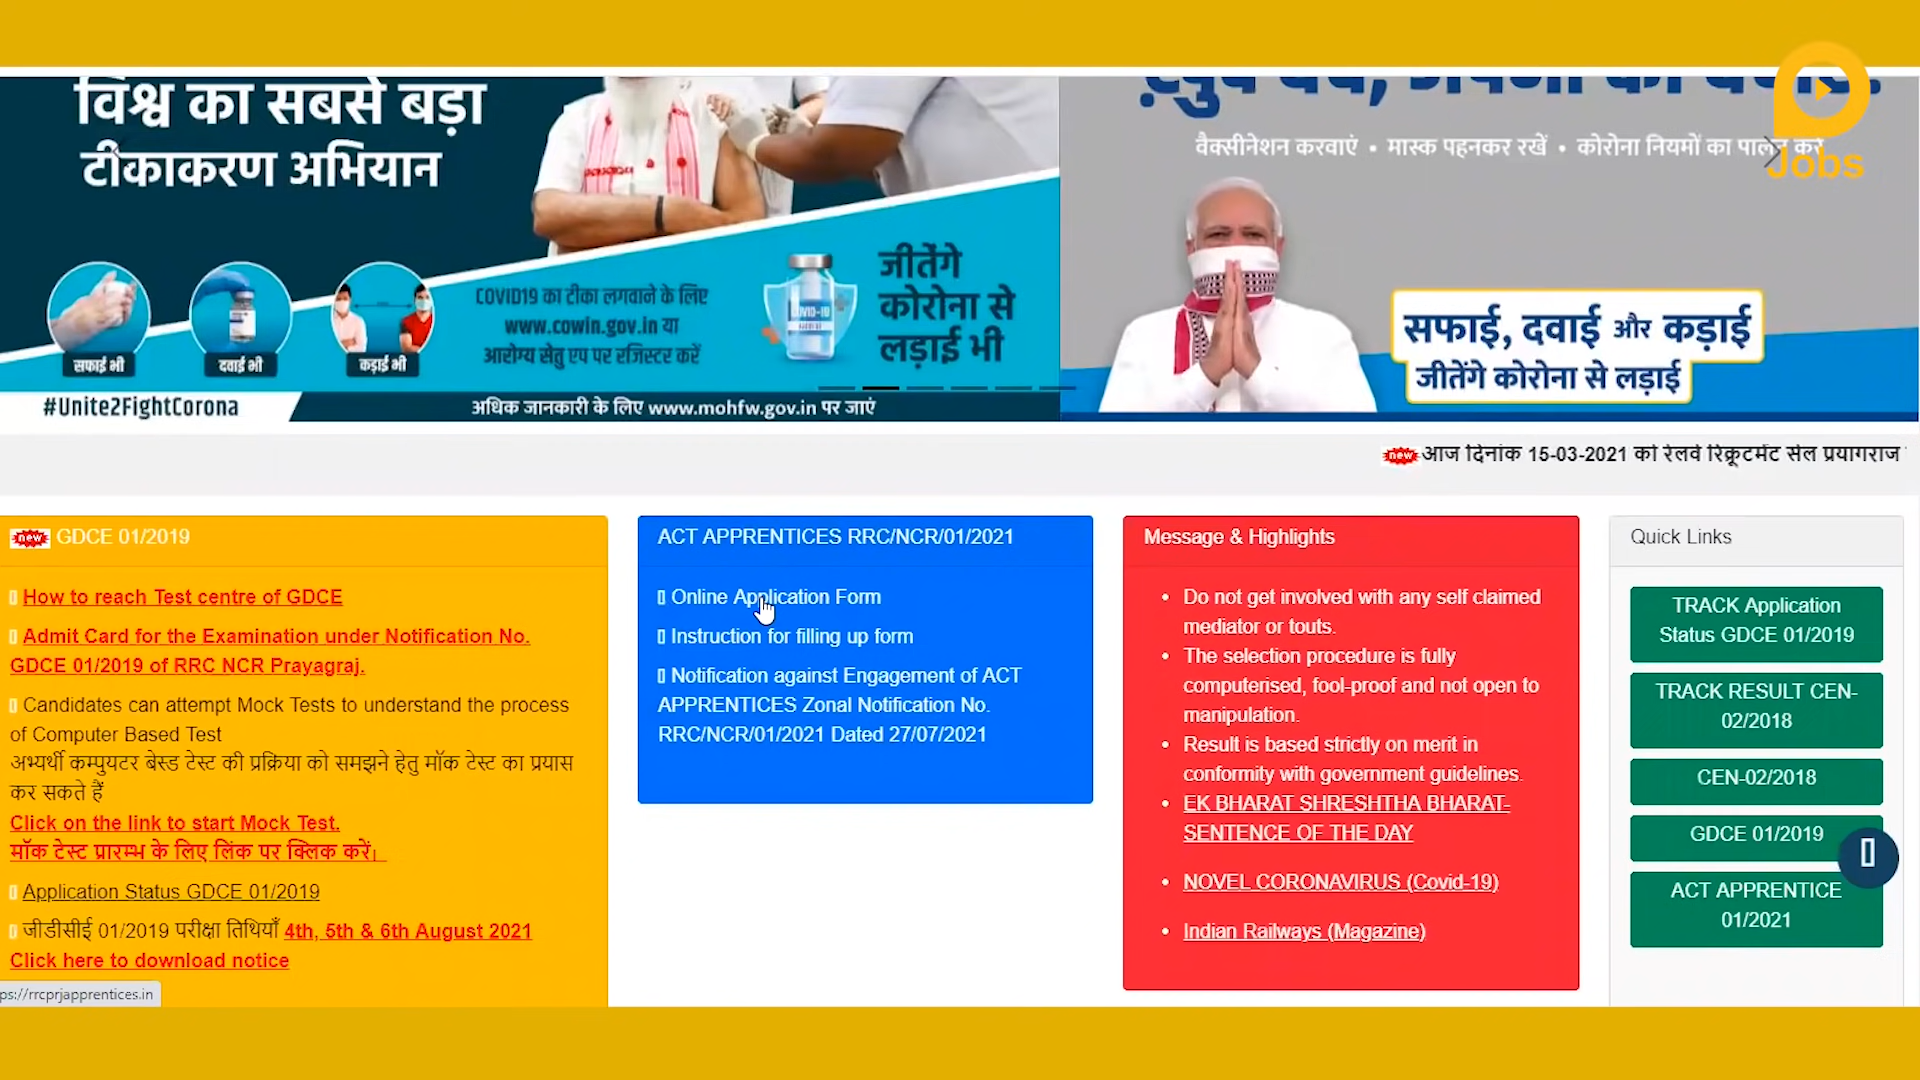 विश्व का सबसे बड़ा
टीकाकरण अभियान
सफाई भी
दवाई भी
कड़ाई भी
COVID19 का टीका लगवाने के लिए
www.cowin.gov.in या
आरोग्य सेतु एप पर रजिस्टर करें
COVID-19
जीतेंगे
कोरोना से
लड़ाई भी
#Unite2FightCorona
अधिक जानकारी के लिए www.mohfw.gov.in पर जाएं
वैक्सीनेशन करवाएं • मास्क पहनकर रखें • कोरोना नियमों का पालन करें
Jobs
सफाई, दवाई और कड़ाई
जीतेंगे कोरोना से लड़ाई
new आज दिनांक 15-03-2021 को रेलवे रिक्रूटमेंट सेल प्रयागराज
new GDCE 01/2019
How to reach Test centre of GDCE
Admit Card for the Examination under Notification No.
GDCE 01/2019 of RRC NCR Prayagraj.
Candidates can attempt Mock Tests to understand the process
of Computer Based Test
अभ्यर्थी कम्पुयटर बेस्ड टेस्ट की प्रक्रिया को समझने हेतु मॉक टेस्ट का प्रयास
कर सकते हैं
Click on the link to start Mock Test.
मॉक टेस्ट प्रारम्भ के लिए लिंक पर क्लिक करें।
Application Status GDCE 01/2019
जीडीसीई 01/2019 परीक्षा तिथियाँ 4th, 5th & 6th August 2021
Click here to download notice
ps://rrcprjapprentices.in
ACT APPRENTICES RRC/NCR/01/2021
Online Application Form
Instruction for filling up form
Notification against Engagement of ACT
APPRENTICES Zonal Notification No.
RRC/NCR/01/2021 Dated 27/07/2021
Message & Highlights
• Do not get involved with any self claimed
mediator or touts.
• The selection procedure is fully
computerised, fool-proof and not open to
manipulation.
• Result is based strictly on merit in
conformity with government guidelines.
• EK BHARAT SHRESHTHA BHARAT-
SENTENCE OF THE DAY
• NOVEL CORONAVIRUS (Covid-19)
• Indian Railways (Magazine)
Quick Links
TRACK Application
Status GDCE 01/2019
TRACK RESULT CEN-
02/2018
CEN-02/2018
GDCE 01/2019
ACT APPRENTICE
01/2021